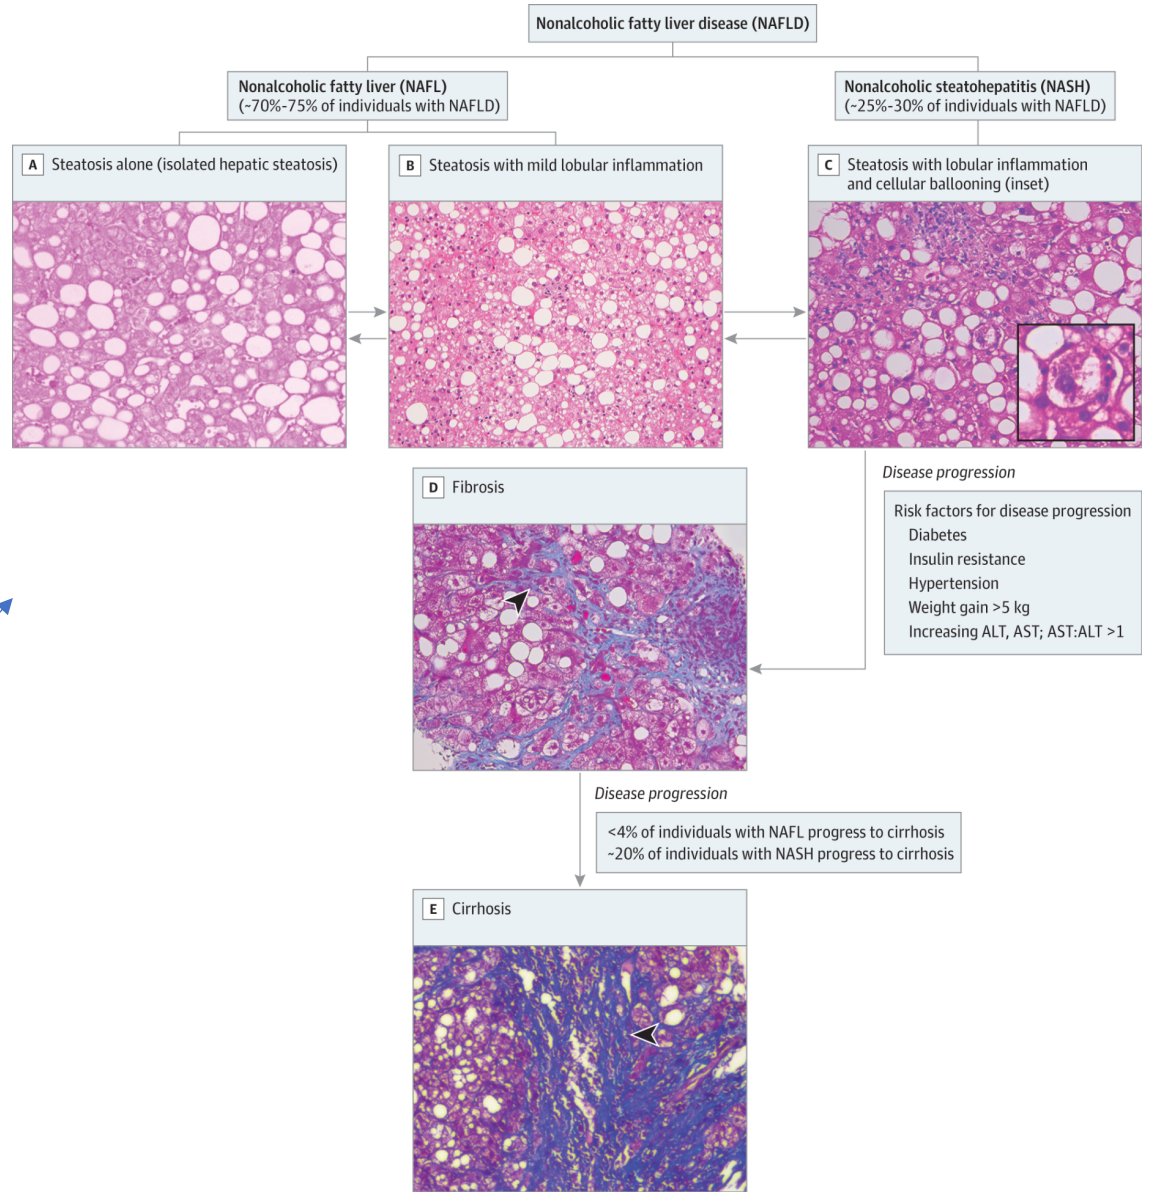 Nonalcoholic fatty liver disease (NAFLD)
Nonalcoholic fatty liver (NAFL)
(~70%-75% of individuals with NAFLD)
Nonalcoholic steatohepatitis (NASH)
(~25%-30% of individuals with NAFLD)
A Steatosis alone (isolated hepatic steatosis)
B Steatosis with mild lobular inflammation
C Steatosis with lobular inflammation
and cellular ballooning (inset)
D Fibrosis
Disease progression
Risk factors for disease progression
Diabetes
Insulin resistance
Hypertension
Weight gain >5 kg
Increasing ALT, AST; AST:ALT >1
Disease progression
<4% of individuals with NAFL progress to cirrhosis
~20% of individuals with NASH progress to cirrhosis
E Cirrhosis